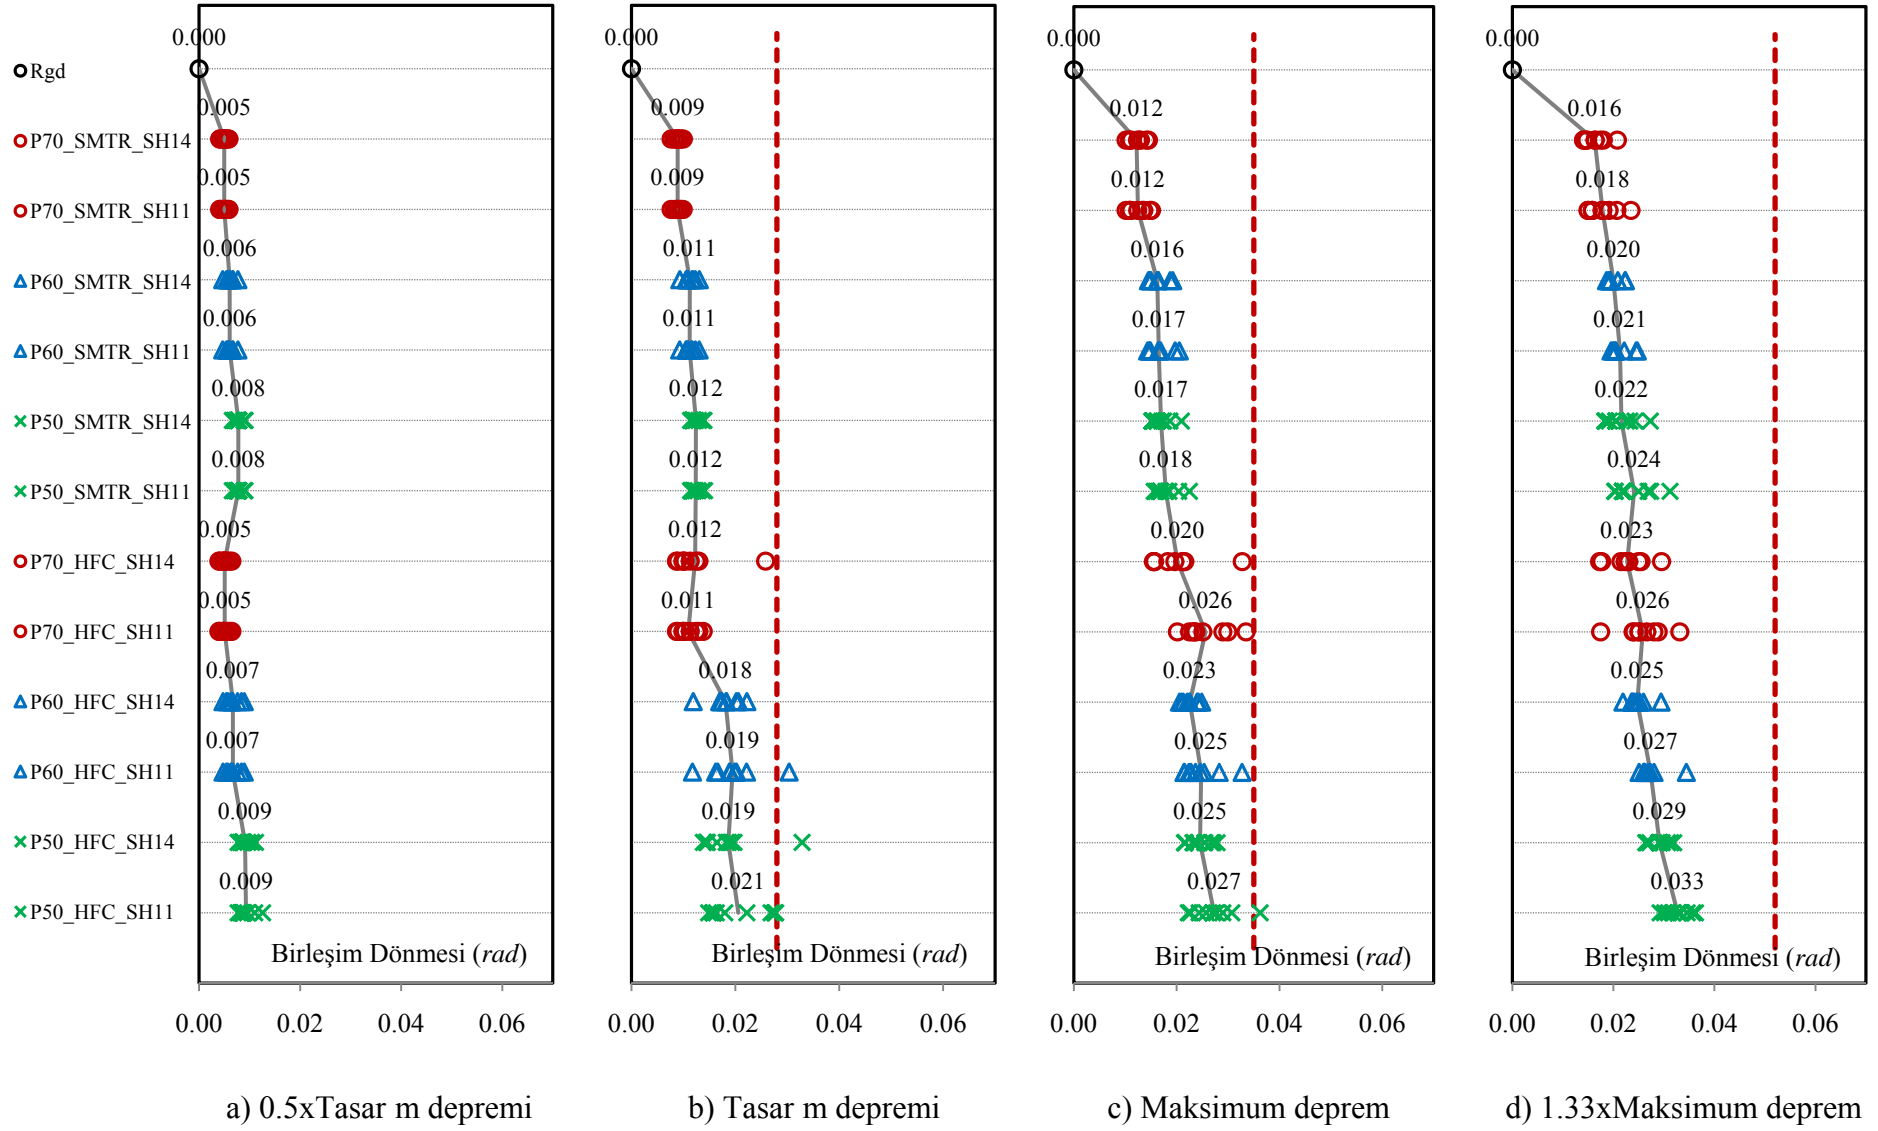 0.000 0.000 0.000 0.000
Rgd
0.005 0.009 0.012 0.016
P70_SMTR_SH14
0.005 0.009 0.012 0.018
P70_SMTR_SH11
0.006 0.011 0.016 0.020
P60_SMTR_SH14
0.006 0.011 0.017 0.021
P60_SMTR_SH11
0.008 0.012 0.017 0.022
P50_SMTR_SH14
0.008 0.012 0.018 0.024
P50_SMTR_SH11
0.005 0.012 0.020 0.023
P70_HFC_SH14
0.005 0.011 0.026 0.026
P70_HFC_SH11
0.007 0.018 0.023 0.025
P60_HFC_SH14
0.007 0.019 0.025 0.027
P60_HFC_SH11
0.009 0.019 0.025 0.029
P50_HFC_SH14
0.009 0.021 0.027 0.033
P50_HFC_SH11
Birleşim Dönmesi (rad) Birleşim Dönmesi (rad) Birleşim Dönmesi (rad) Birleşim Dönmesi (rad)
0.00 0.02 0.04 0.06 0.00 0.02 0.04 0.06 0.00 0.02 0.04 0.06 0.00 0.02 0.04 0.06
a) 0.5xTasar m depremi b) Tasar m depremi c) Maksimum deprem d) 1.33xMaksimum deprem